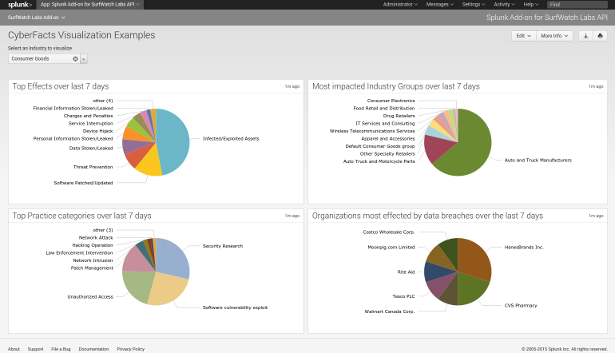 splunk> App: Splunk Add-on for SurfWatch Labs API Administrator Messages Settings Activity Help Find
SurfWatch Labs Add-on Splunk Add-on for SurfWatch Labs API
CyberFacts Visualization Examples
Edit More Info
Select an Industry to visualize
Consumer Goods
Top Effects over last 7 days
1m ago
other (4)
Financial Information Stolen/Leaked
Charges and Penalties
Service Interruption
Device Hijack
Personal Information Stolen/Leaked
Data Stolen/Leaked
Threat Prevention
Software Patched/Updated
Infected/Exploited Assets
Most impacted Industry Groups over last 7 days
1m ago
Consumer Electronics
Food Retail and Distribution
Drug Retailers
IT Services and Consulting
Wireless Telecommunications Services
Apparel and Accessories
Default Consumer Goods group
Other Specialty Retailers
Auto Truck and Motorcycle Parts
Auto and Truck Manufacturers
Top Practice categories over last 7 days
1m ago
other (3)
Network Attack
Hacking Operation
Law Enforcement Intervention
Network Intrusion
Patch Management
Unauthorized Access
Security Research
Software vulnerability exploit
Organizations most effected by data breaches over the last 7 days
1m ago
Costco Wholesale Corp.
Moonpig.com Limited
Rite Aid
Tesco PLC
Walmart Canada Corp.
HanesBrands Inc.
CVS Pharmacy
About Support File a Bug Documentation Privacy Policy © 2005-2015 Splunk Inc. All rights reserved.